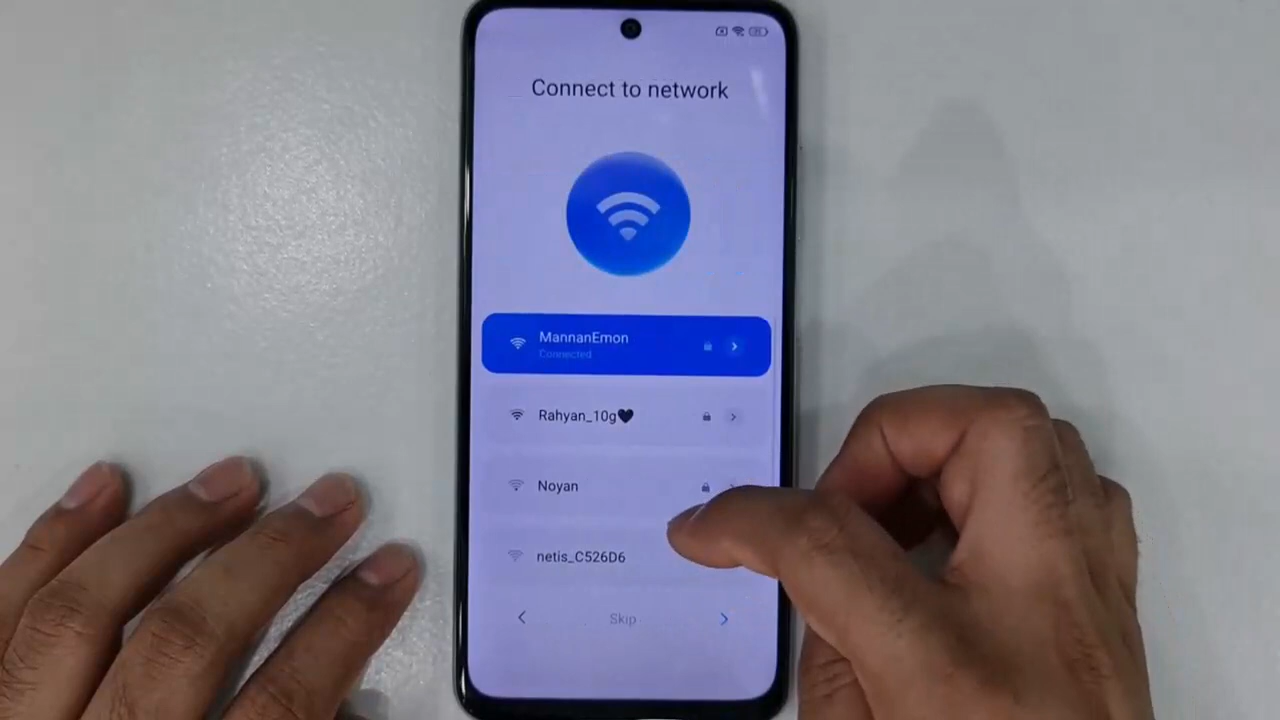 Connect to network
MannanEmon
Connected
Rahyan_10g🖤
Noyan
netis_C526D6
Skip